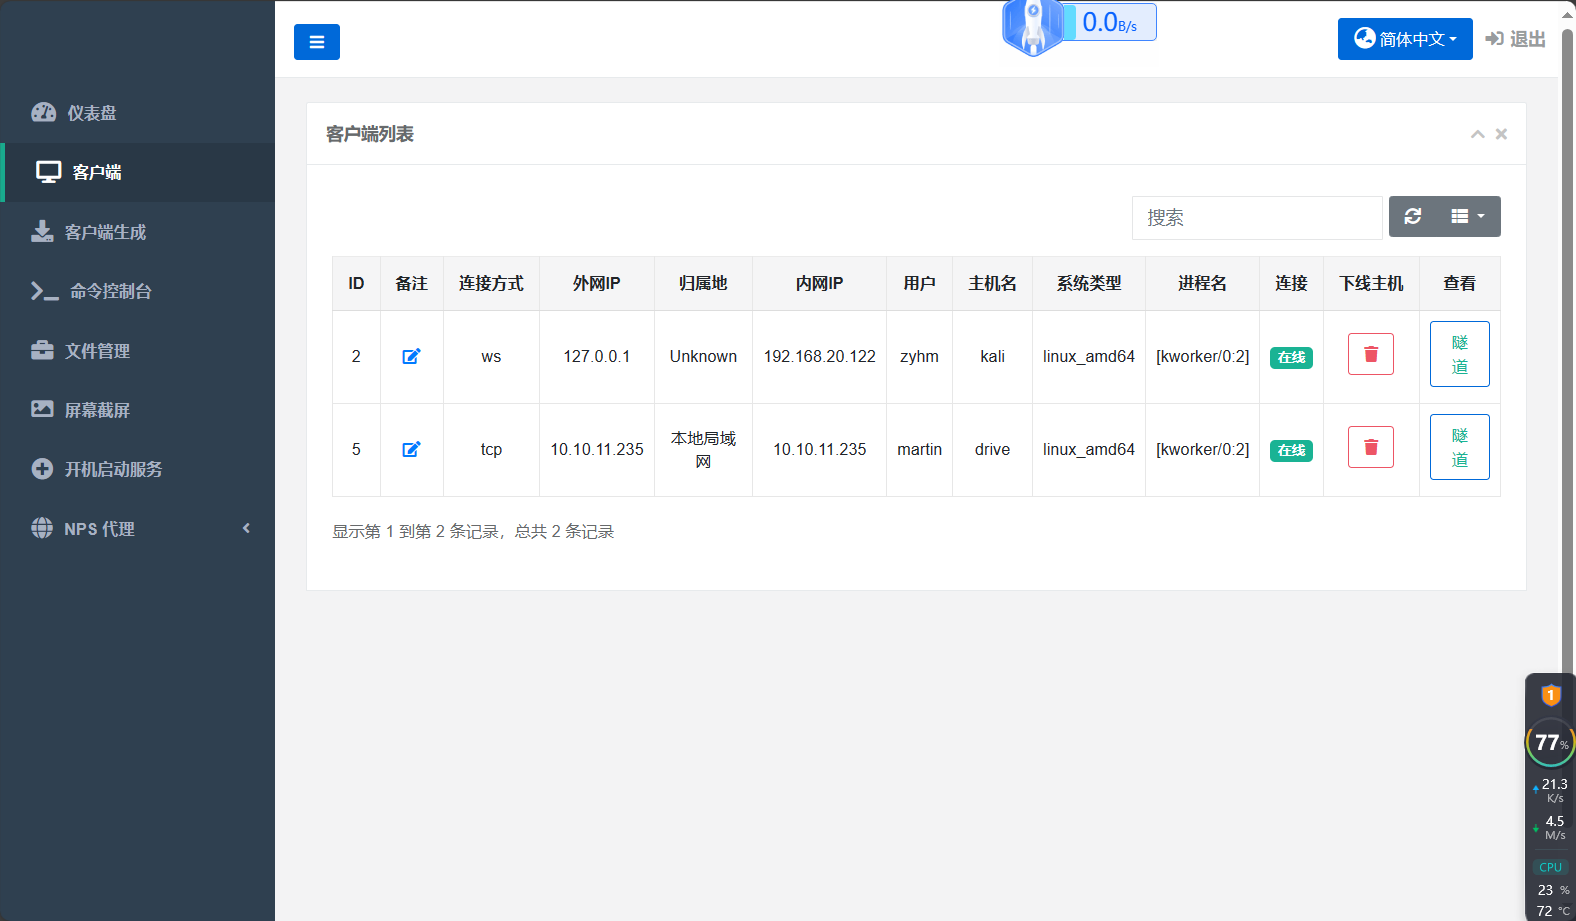 0.0B/s
简体中文
退出
仪表盘
客户端
客户端生成
命令控制台
文件管理
屏幕截屏
开机启动服务
NPS 代理
客户端列表
搜索
ID 备注 连接方式 外网IP 归属地 内网IP 用户 主机名 系统类型 进程名 连接 下线主机 查看
2 ws 127.0.0.1 Unknown 192.168.20.122 zyhm kali linux_amd64 [kworker/0:2] 在线 隧道
5 tcp 10.10.11.235 本地局域网 10.10.11.235 martin drive linux_amd64 [kworker/0:2] 在线 隧道
显示第 1 到第 2 条记录，总共 2 条记录
1
77%
21.3
K/s
4.5
M/s
CPU
23 %
72 °C